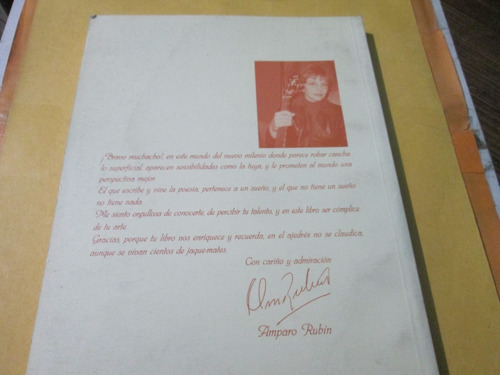 ¡"Bravo muchacho!, en este mundo del nuevo milenio donde parece robar cancha
lo superficial, aparecen sensibilidades como la tuya, y le prometen al mundo una
perspectiva mejor.
El que escribe y vive la poesía, pertenece a un sueño, y el que no tiene un sueño
no tiene nada.
Me siento orgullosa de conocerte, de percibir tu talento, y en este libro ser cómplice
de tu arte.
Gracias, porque tu libro nos enriquece y recuerda, en el ajedrez no se claudica,
aunque se vivan cientos de jaque-mates.
Con cariño y admiración
Amparo Rubín